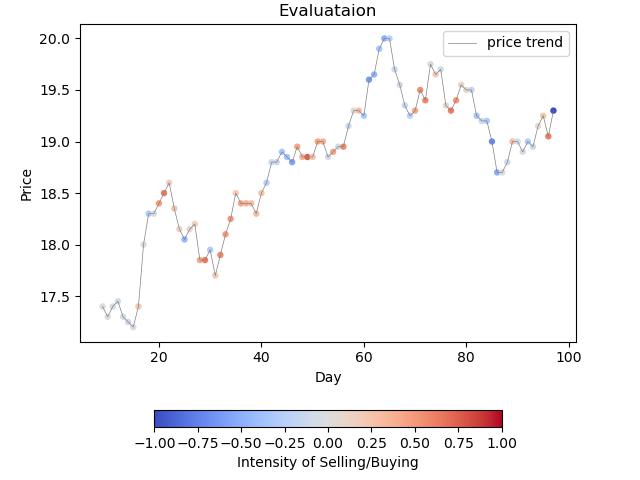 Evaluataion
price trend
20.0
19.5
19.0
18.5
18.0
17.5
Price
20 40 60 80 100
Day
−1.00 −0.75 −0.50 −0.25 0.00 0.25 0.50 0.75 1.00
Intensity of Selling/Buying